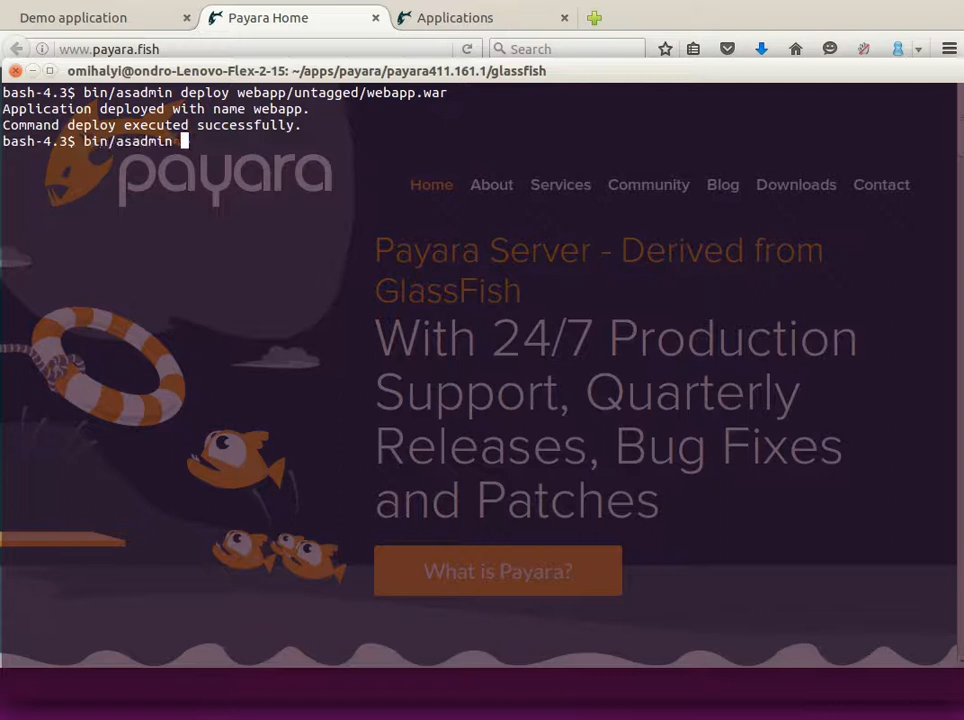 Demo application
Payara Home
Applications
www.payara.fish
Search
omihalyi@ondro-Lenovo-Flex-2-15: ~/apps/payara/payara411.161.1/glassfish
bash-4.3$ bin/asadmin deploy webapp/untagged/webapp.war
Application deployed with name webapp.
Command deploy executed successfully.
bash-4.3$ bin/asadmin
payara
Home About Services Community Blog Downloads Contact
Payara Server - Derived from
GlassFish
With 24/7 Production
Support, Quarterly
Releases, Bug Fixes
and Patches
What is Payara?